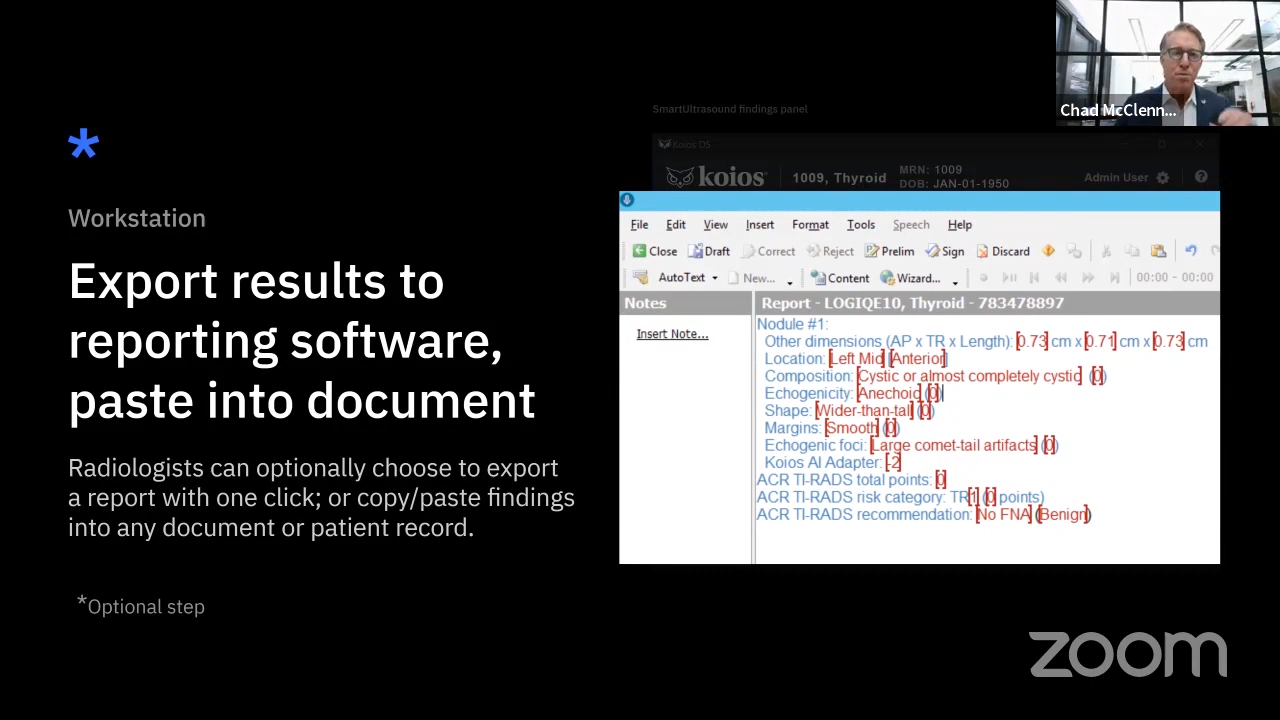 *
Workstation
Export results to
reporting software,
paste into document
Radiologists can optionally choose to export
a report with one click; or copy/paste findings
into any document or patient record.
*Optional step
SmartUltrasound findings panel
Koios DS
koios
1009, Thyroid
MRN: 1009
DOB: JAN-01-1950
Admin User
File Edit View Insert Format Tools Speech Help
Close Draft Correct Reject Prelim Sign Discard
AutoText New... Content Wizard... 00:00 - 00:00
Notes
Insert Note...
Report - LOGIQE10, Thyroid - 783478897
Nodule #1:
Other dimensions (AP x TR x Length): [0.73] cm x [0.71] cm x [0.73] cm
Location: [Left Mid] [Anterior]
Composition: [Cystic or almost completely cystic] ([0])
Echogenicity: [Anechoic] ([0])
Shape: [Wider-than-tall] ([0])
Margins: [Smooth] ([0])
Echogenic foci: [Large comet-tail artifacts] ([0])
Koios AI Adapter: [-2]
ACR TI-RADS total points: [0]
ACR TI-RADS risk category: TR[1] ([0] points)
ACR TI-RADS recommendation: [No FNA] ([Benign])
Chad McClenn...
zoom